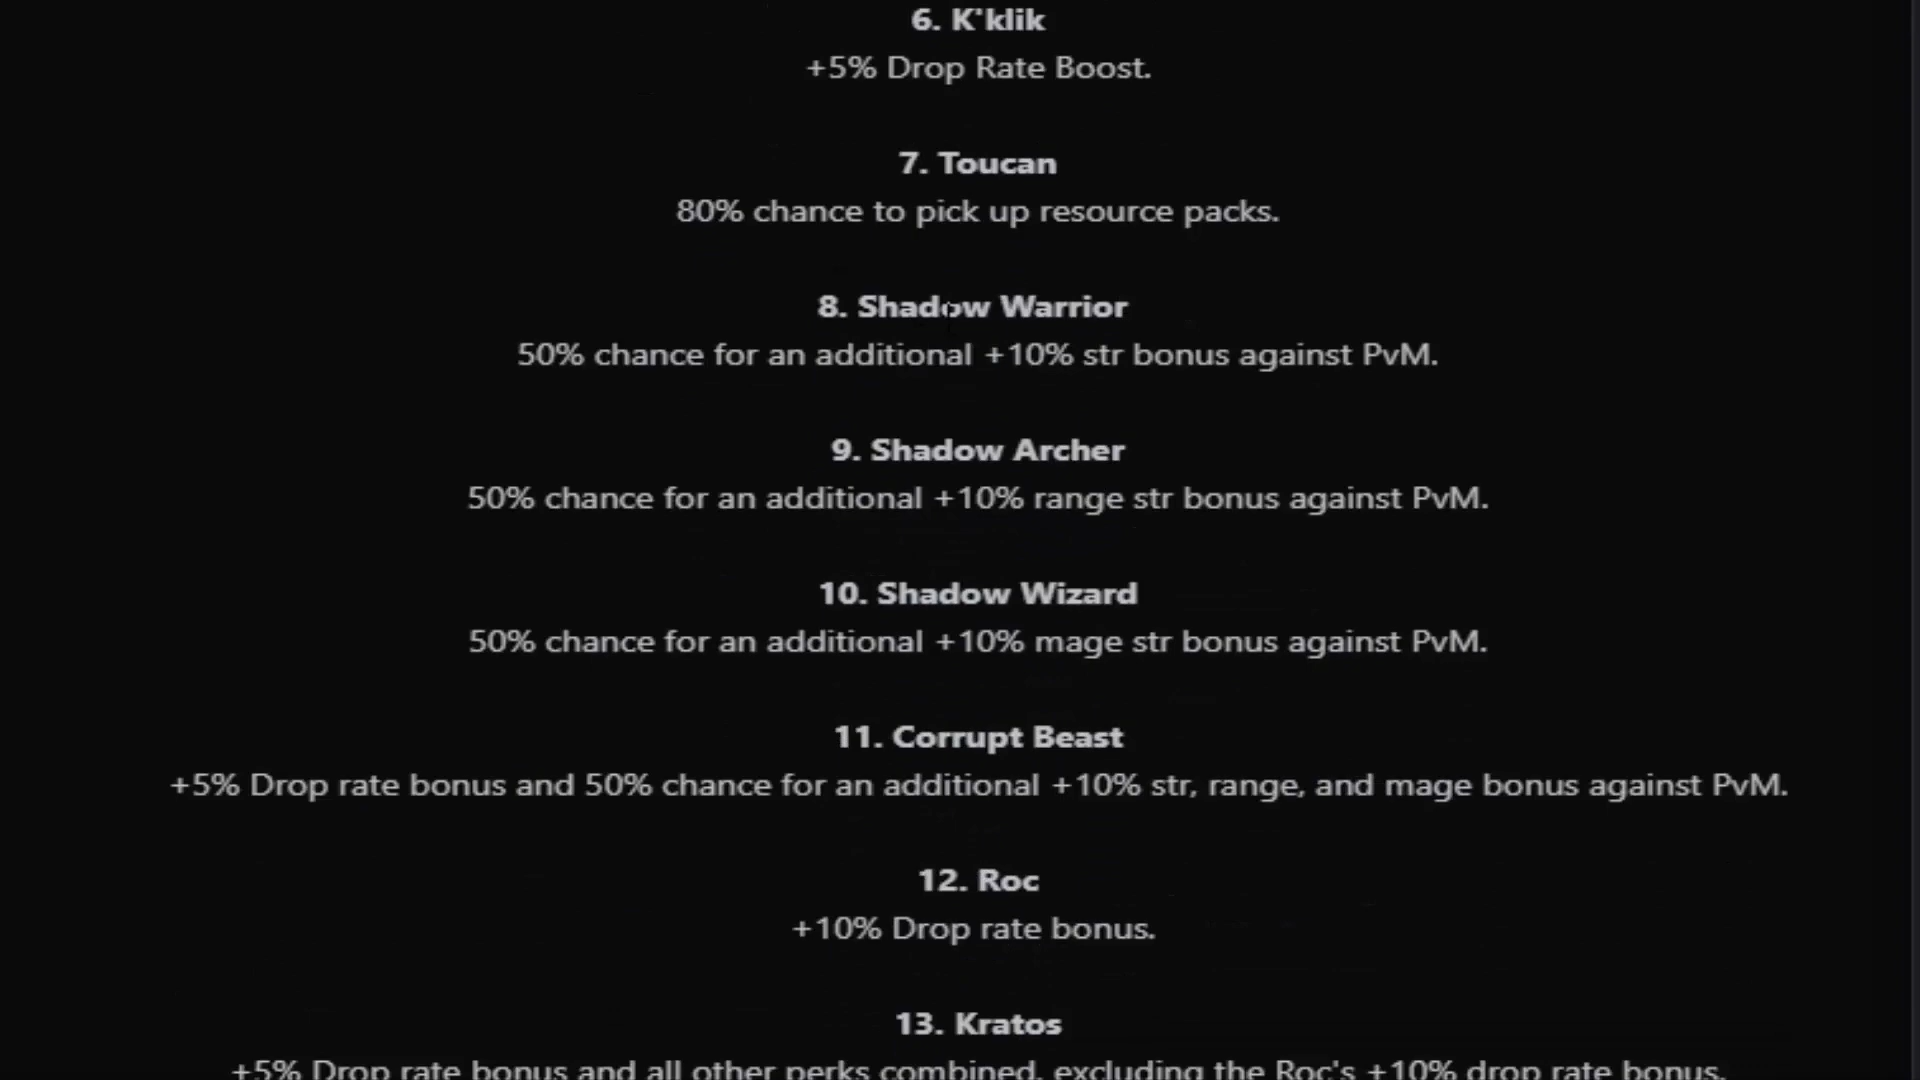 6. K'klik
+5% Drop Rate Boost.
7. Toucan
80% chance to pick up resource packs.
8. Shadow Warrior
50% chance for an additional +10% str bonus against PvM.
9. Shadow Archer
50% chance for an additional +10% range str bonus against PvM.
10. Shadow Wizard
50% chance for an additional +10% mage str bonus against PvM.
11. Corrupt Beast
+5% Drop rate bonus and 50% chance for an additional +10% str, range, and mage bonus against PvM.
12. Roc
+10% Drop rate bonus.
13. Kratos
+5% Drop rate bonus and all other perks combined, excluding the Roc's +10% drop rate bonus.